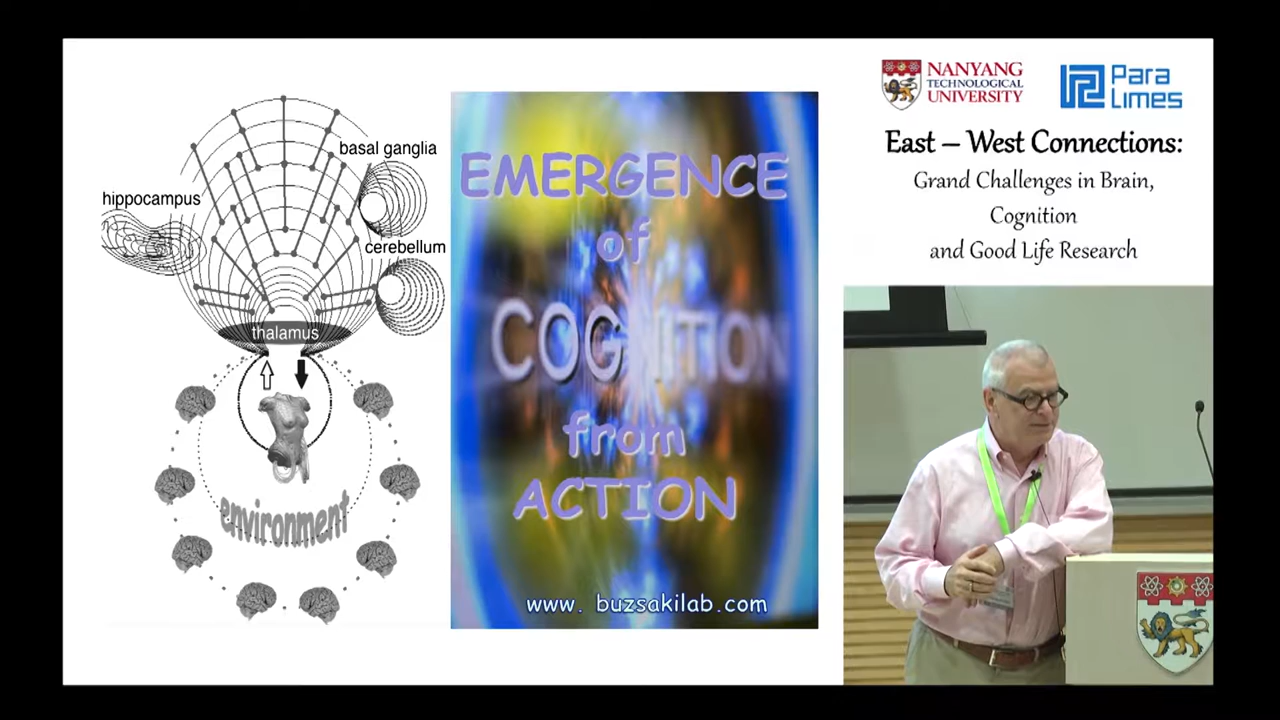 basal ganglia
hippocampus
cerebellum
thalamus
environment
EMERGENCE
of
COGNITION
from
ACTION
www. buzsakilab.com
NANYANG
TECHNOLOGICAL
UNIVERSITY
Para
Limes
East – West Connections:
Grand Challenges in Brain,
Cognition
and Good Life Research